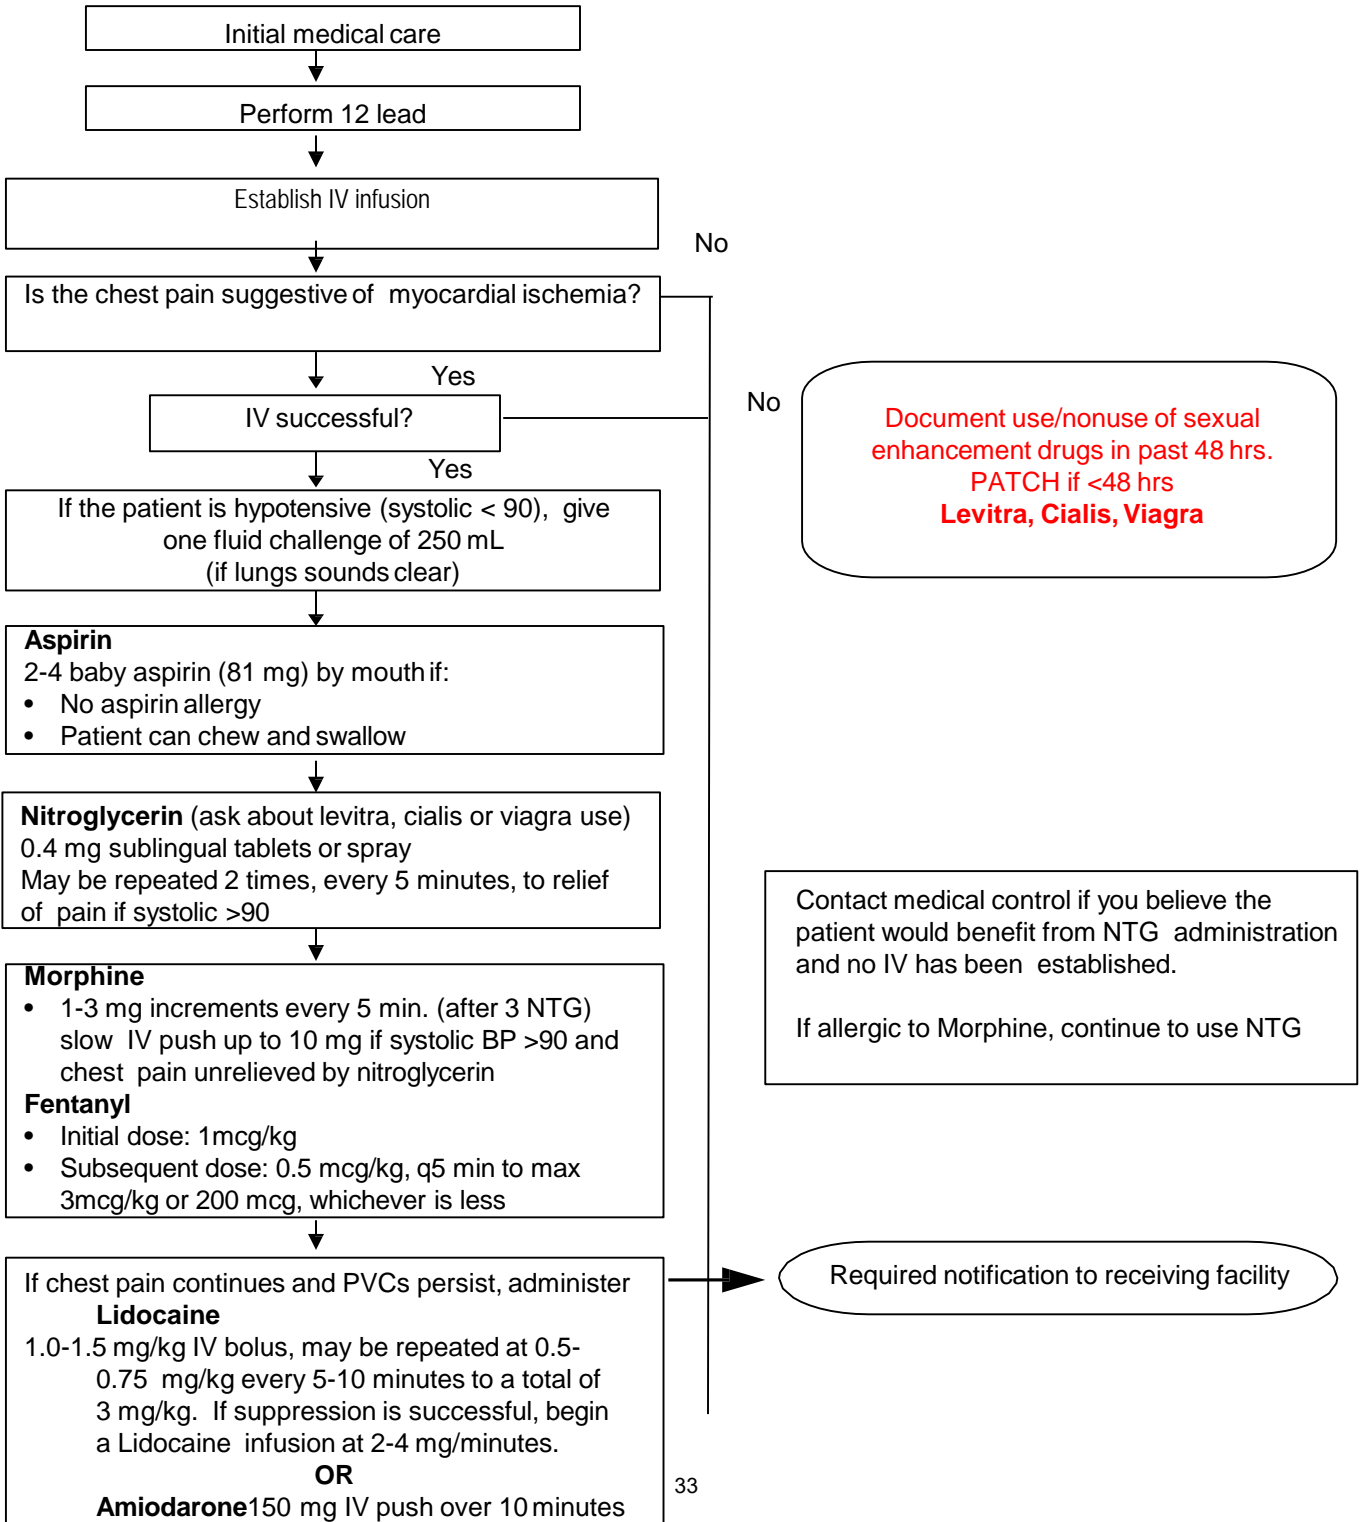 Initial medical care
Perform 12 lead
Establish IV infusion
No
Is the chest pain suggestive of myocardial ischemia?
Yes
IV successful?
No
Yes
If the patient is hypotensive (systolic < 90), give
one fluid challenge of 250 mL
(if lungs sounds clear)
Document use/nonuse of sexual
enhancement drugs in past 48 hrs.
PATCH if <48 hrs
Levitra, Cialis, Viagra
Aspirin
2-4 baby aspirin (81 mg) by mouth if:
• No aspirin allergy
• Patient can chew and swallow
Nitroglycerin (ask about levitra, cialis or viagra use)
0.4 mg sublingual tablets or spray
May be repeated 2 times, every 5 minutes, to relief
of pain if systolic >90
Contact medical control if you believe the
patient would benefit from NTG administration
and no IV has been established.
If allergic to Morphine, continue to use NTG
Morphine
• 1-3 mg increments every 5 min. (after 3 NTG)
slow IV push up to 10 mg if systolic BP >90 and
chest pain unrelieved by nitroglycerin
Fentanyl
• Initial dose: 1mcg/kg
• Subsequent dose: 0.5 mcg/kg, q5 min to max
3mcg/kg or 200 mcg, whichever is less
If chest pain continues and PVCs persist, administer
Lidocaine
1.0-1.5 mg/kg IV bolus, may be repeated at 0.5-
0.75 mg/kg every 5-10 minutes to a total of
3 mg/kg. If suppression is successful, begin
a Lidocaine infusion at 2-4 mg/minutes.
OR
Amiodarone150 mg IV push over 10 minutes
Required notification to receiving facility
33